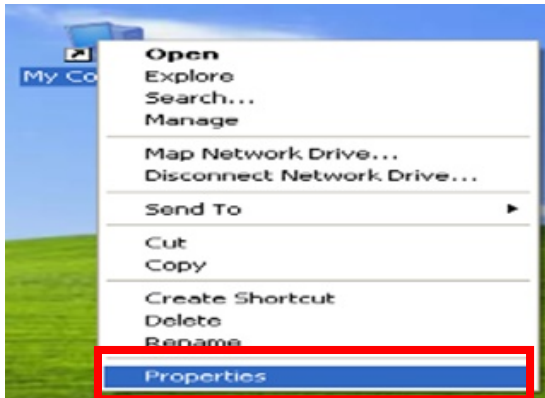 My Co
Open
Explore
Search...
Manage
Map Network Drive...
Disconnect Network Drive...
Send To
Cut
Copy
Create Shortcut
Delete
Rename
Properties